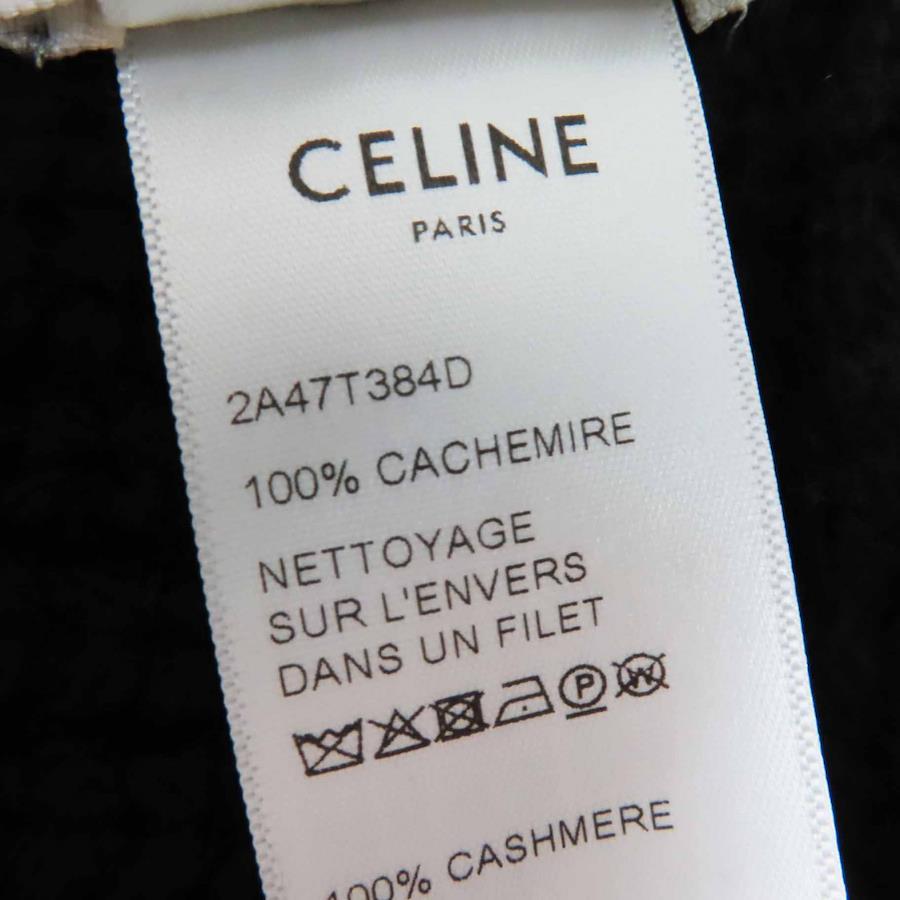 CELINE
PARIS
2A47T384D
100% CACHEMIRE
NETTOYAGE
SUR L'ENVERS
DANS UN FILET
P W
100% CASHMERE